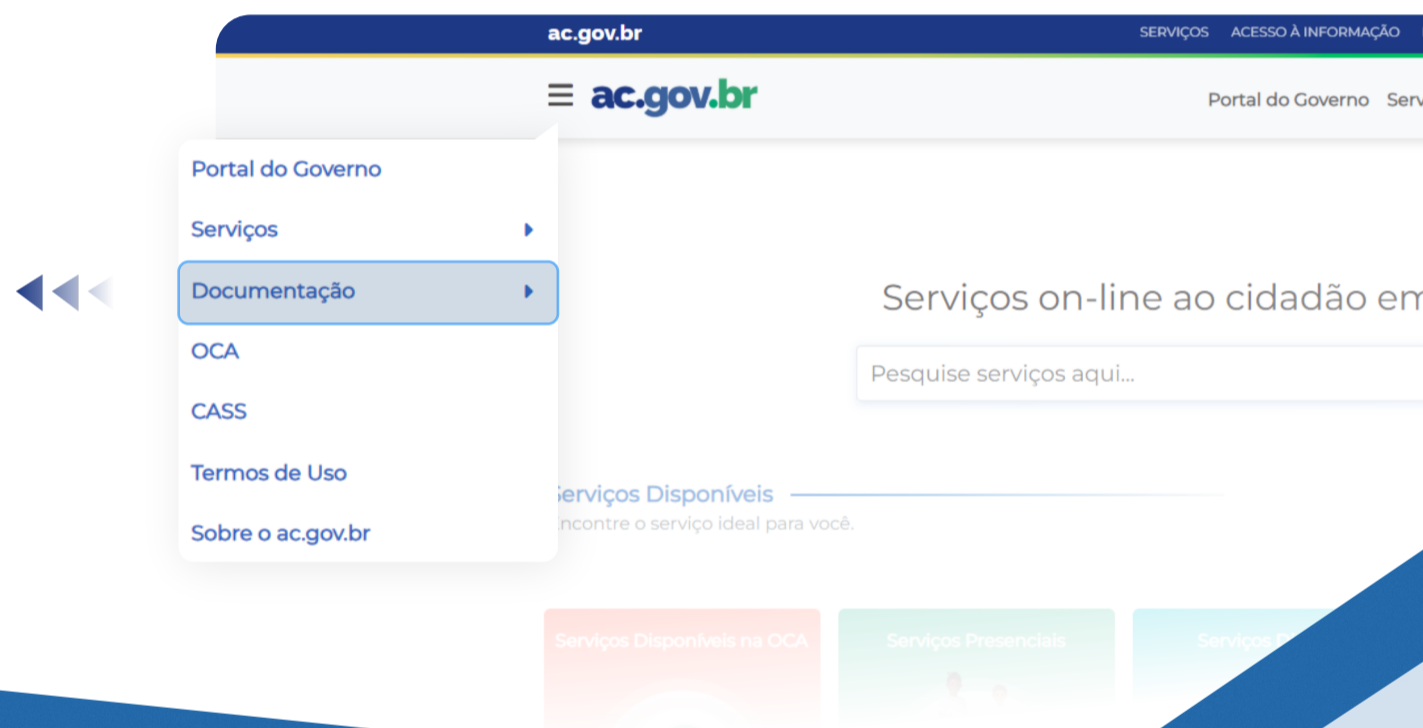 ac.gov.br
SERVIÇOS ACESSO À INFORMAÇÃO
ac.gov.br
Portal do Governo
Portal do Governo
Serviços
Documentação
OCA
CASS
Termos de Uso
Sobre o ac.gov.br
Serviços on-line ao cidadão
Pesquise serviços aqui...
Serviços Disponíveis
Encontre o serviço ideal para você.
Serviços Disponíveis na OCA
Serviços Presenciais
Serviços